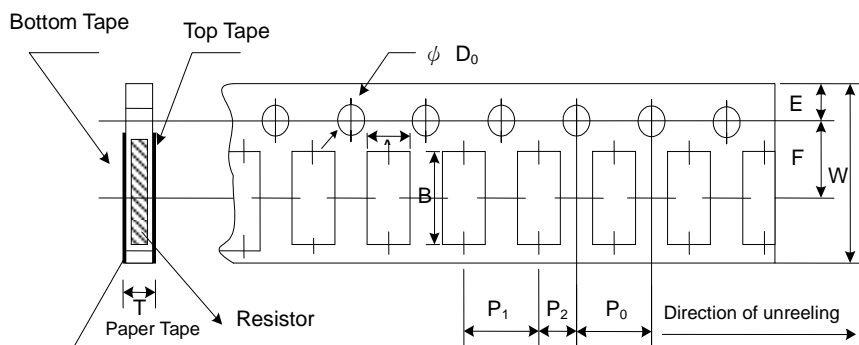 Bottom Tape
Top Tape
ψ D0
E
F
W
B
T
Paper Tape
Resistor
P1
P2
P0
Direction of unreeling